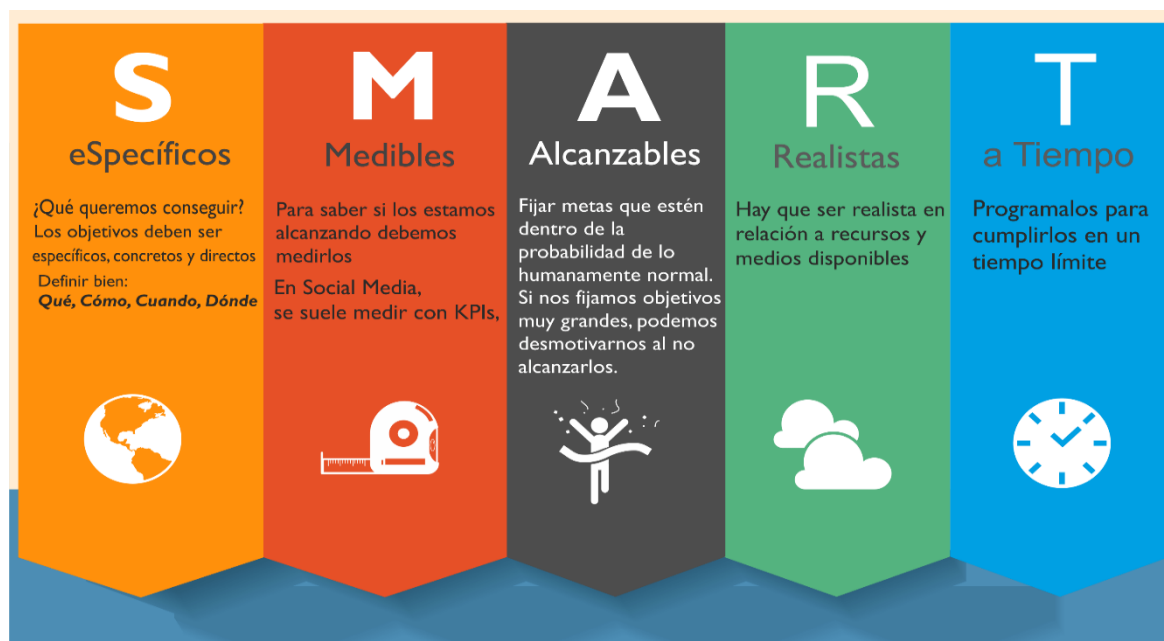 S
eSpecíficos
¿Qué queremos conseguir?
Los objetivos deben ser
específicos, concretos y directos
Definir bien:
Qué, Cómo, Cuando, Dónde
M
Medibles
Para saber si los estamos
alcanzando debemos
medirlos
En Social Media,
se suele medir con KPIs,
A
Alcanzables
Fijar metas que estén
dentro de la
probabilidad de lo
humanamente normal.
Si nos fijamos objetivos
muy grandes, podemos
desmotivarnos al no
alcanzarlos.
R
Realistas
Hay que ser realista en
relación a recursos y
medios disponibles
T
a Tiempo
Programalos para
cumplirlos en un
tiempo límite